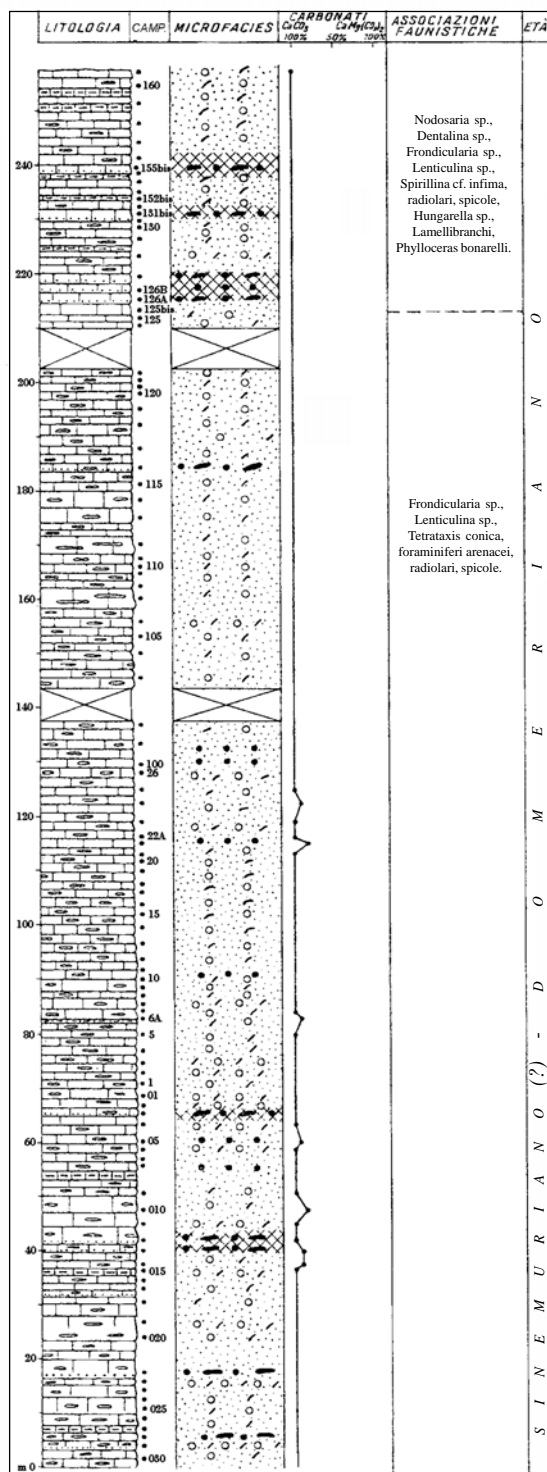 LITOLOGIA CAMP. MICROFACIES CARBONATI ASSOCIAZIONI FAUNISTICHE ETÀ
CaCO3 CaMg(CO3)2
100% 50% 100%
160
Nodosaria sp.,
Dentalina sp.,
Frondicularia sp.,
Lenticulina sp.,
Spirillina cf. infima,
radiolari, spicole,
Hungarella sp.,
Lamellibranchi,
Phylloceras bonarelli.
240
155bis
152bis
151bis
150
220
126B
126A
125bis
125
200
120
180
115
Frondicularia sp.,
Lenticulina sp.,
Tetrataxis conica,
foraminiferi arenacei,
radiolari, spicole.
110
160
105
140
100
26
120
22A
20
15
100
10
6A
80
5
1
01
60
05
010
40
015
020
20
025
030
m 0
SINEMURIANO (?) - DOMERIANO